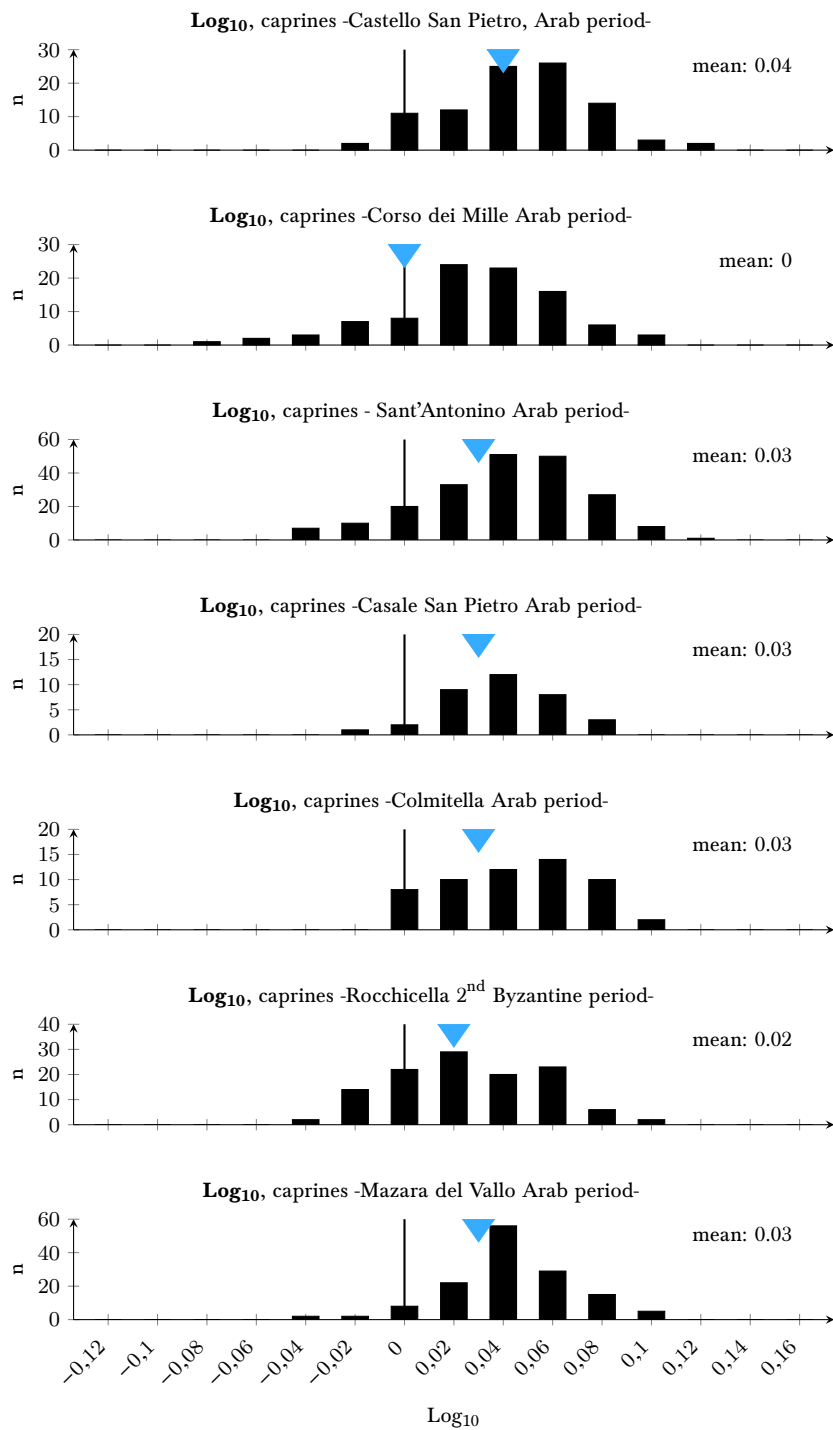 Log₁₀, caprines -Castello San Pietro, Arab period-
30
20
10
0
n
mean: 0.04
Log₁₀, caprines -Corso dei Mille Arab period-
30
20
10
0
n
mean: 0
Log₁₀, caprines - Sant’Antonino Arab period-
60
40
20
0
n
mean: 0.03
Log₁₀, caprines -Casale San Pietro Arab period-
20
15
10
5
0
n
mean: 0.03
Log₁₀, caprines -Colmitella Arab period-
20
15
10
5
0
n
mean: 0.03
Log₁₀, caprines -Rocchicella 2ⁿᵈ Byzantine period-
40
30
20
10
0
n
mean: 0.02
Log₁₀, caprines -Mazara del Vallo Arab period-
60
40
20
0
n
mean: 0.03
−0,12 −0,1 −0,08 −0,06 −0,04 −0,02 0 0,02 0,04 0,06 0,08 0,1 0,12 0,14 0,16
Log₁₀